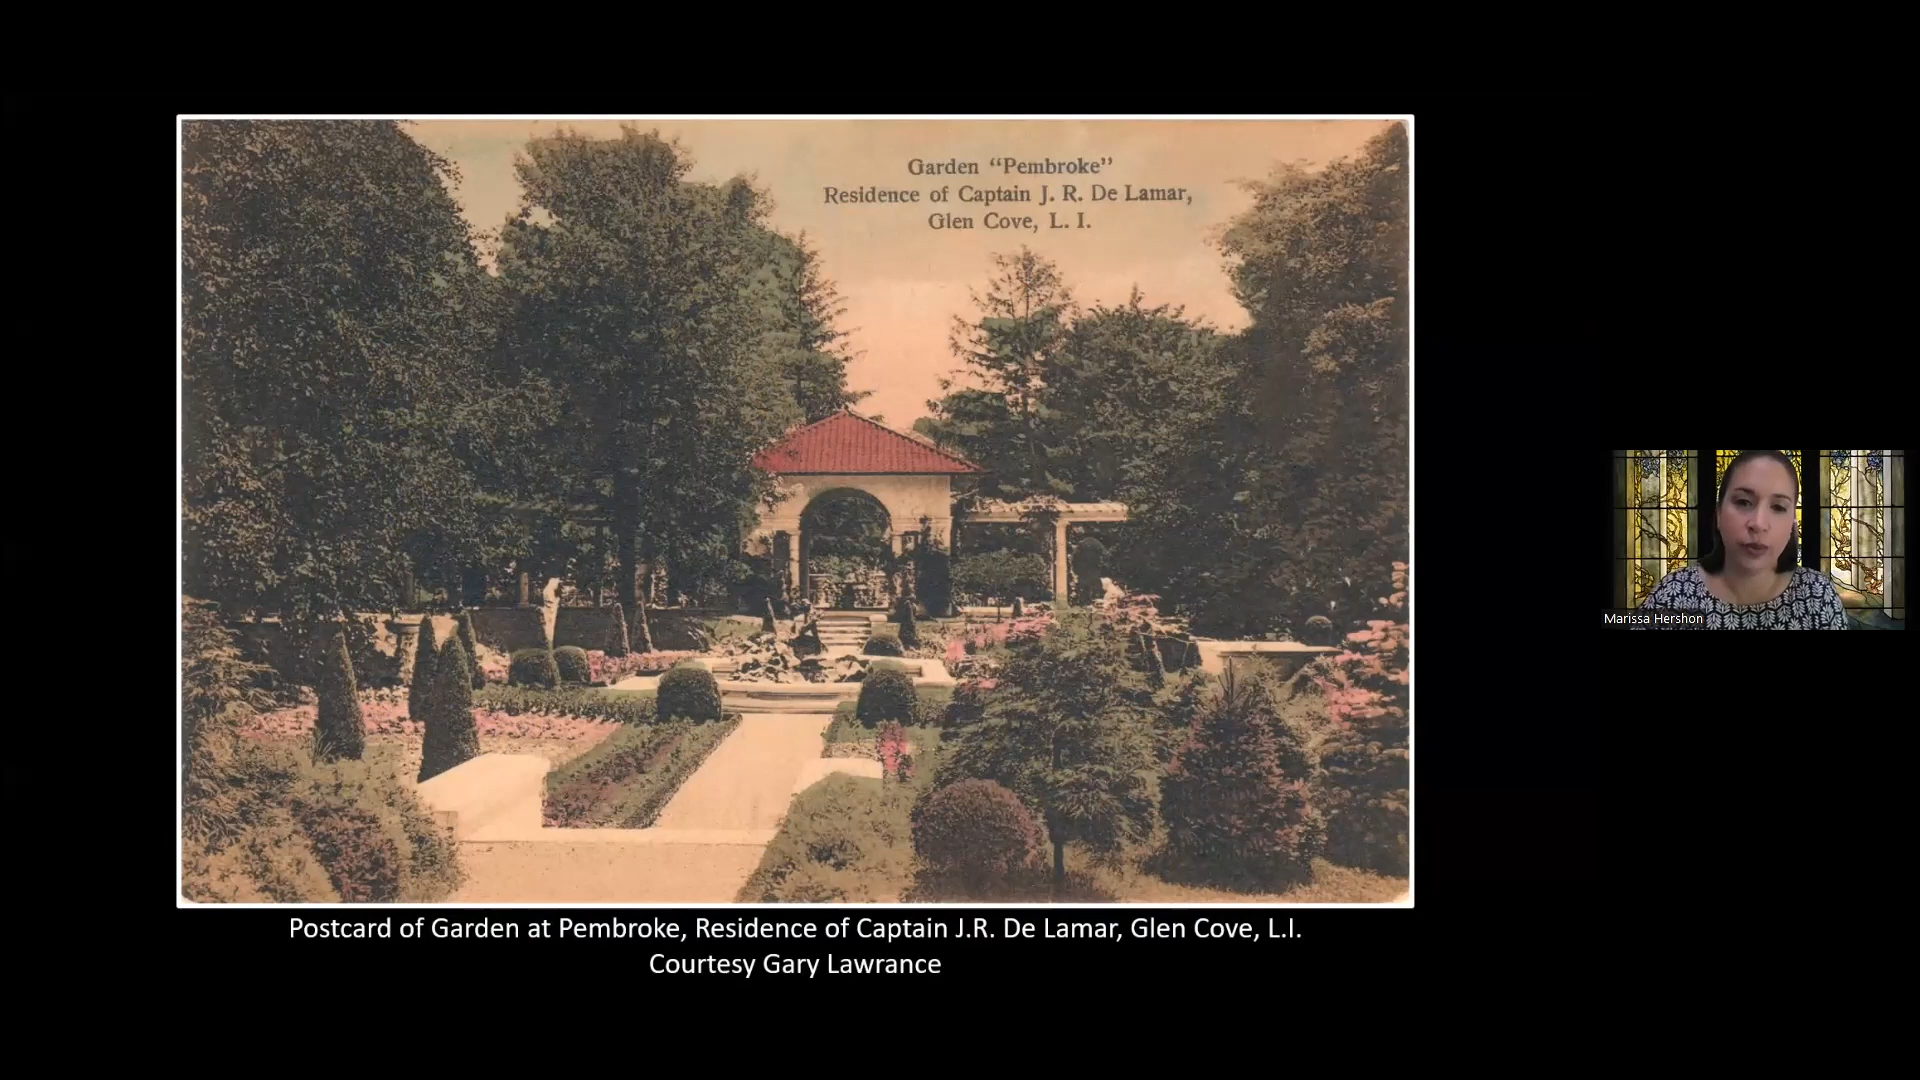 Garden “Pembroke”
Residence of Captain J. R. De Lamar,
Glen Cove, L. I.
Marissa Hershon
Postcard of Garden at Pembroke, Residence of Captain J.R. De Lamar, Glen Cove, L.I.
Courtesy Gary Lawrance